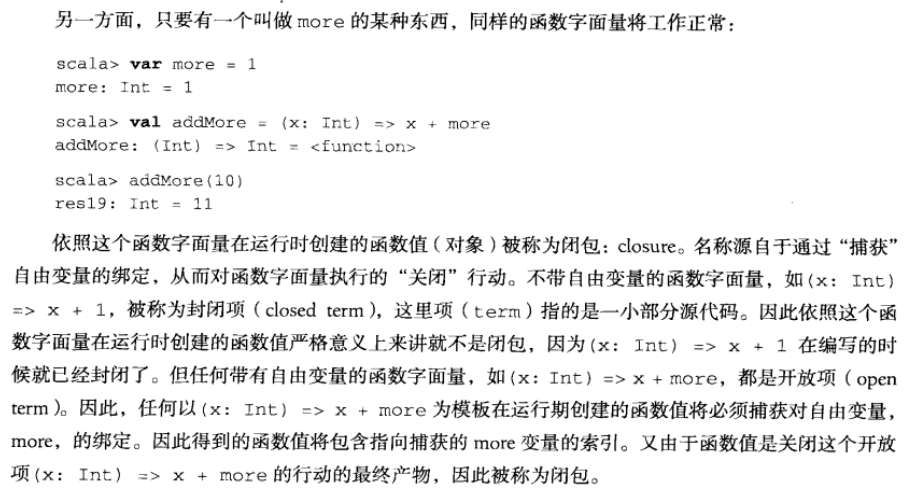 另一方面，只要有一个叫做 more 的某种东西，同样的函数字面量将工作正常：
scala> var more = 1
more: Int = 1
scala> val addMore = (x: Int) => x + more
addMore: (Int) => Int = <function>
scala> addMore(10)
res19: Int = 11
依照这个函数字面量在运行时创建的函数值（对象）被称为闭包：closure。名称源自于通过“捕获”
自由变量的绑定，从而对函数字面量执行的“关闭”行动。不带自由变量的函数字面量，如(x: Int)
=> x + 1，被称为封闭项（closed term），这里项（term）指的是一小部分源代码。因此依照这个函
数字面量在运行时创建的函数值严格意义上来讲就不是闭包，因为(x: Int) => x + 1 在编写的时
候就已经封闭了。但任何带有自由变量的函数字面量，如(x: Int) => x + more，都是开放项（open
term）。因此，任何以(x: Int) => x + more 为模板在运行期创建的函数值将必须捕获对自由变量，
more，的绑定。因此得到的函数值将包含指向捕获的 more 变量的索引。又由于函数值是关闭这个开放
项(x: Int) => x + more 的行动的最终产物，因此被称为闭包。